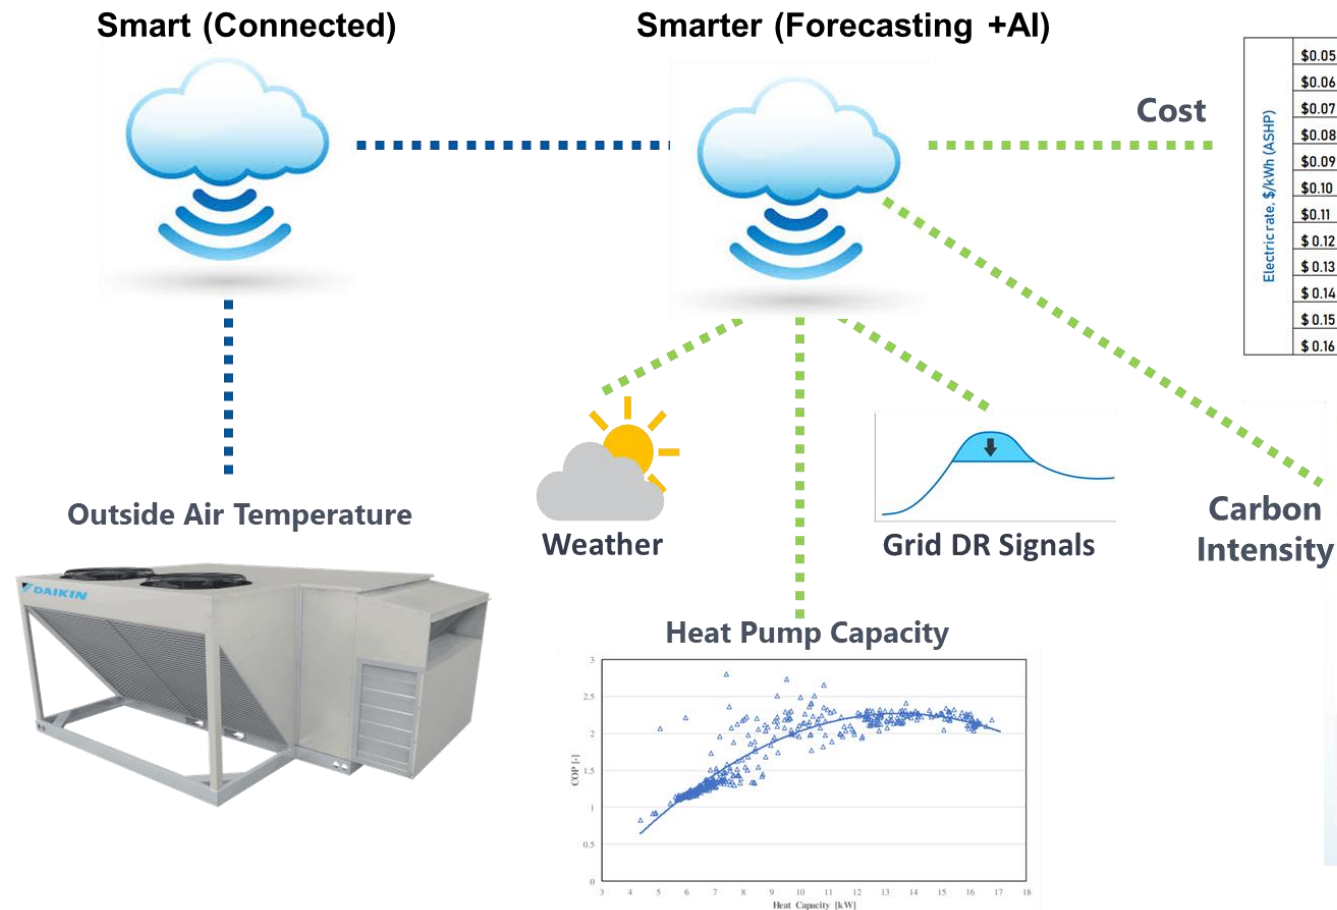 Smart (Connected)
Smarter (Forecasting +AI)
Cost
Electric rate, $/kWh (ASHP)
$0.05
$0.06
$0.07
$0.08
$0.09
$0.10
$0.11
$ 0.12
$ 0.13
$ 0.14
$ 0.15
$ 0.16
Outside Air Temperature
DAIKIN
Weather
Grid DR Signals
Carbon
Intensity
Heat Pump Capacity
3
2.5
2
1.5
1
0.5
0
COP [-]
3 4 5 6 7 8 9 10 11 12 13 14 15 16 17 18
Heat Capacity [kW]